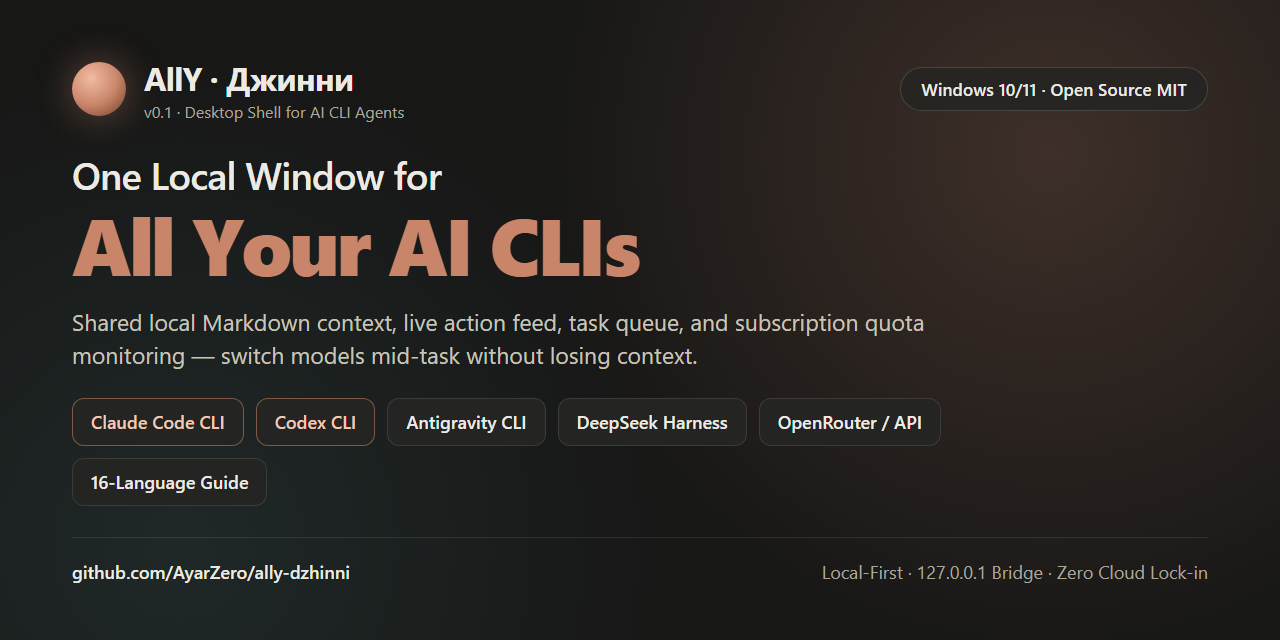 AllY · Джинни
v0.1 · Desktop Shell for AI CLI Agents
Windows 10/11 · Open Source MIT
One Local Window for
All Your AI CLIs
Shared local Markdown context, live action feed, task queue, and subscription quota
monitoring — switch models mid-task without losing context.
Claude Code CLI
Codex CLI
Antigravity CLI
DeepSeek Harness
OpenRouter / API
16-Language Guide
github.com/AyarZero/ally-dzhinni
Local-First · 127.0.0.1 Bridge · Zero Cloud Lock-in